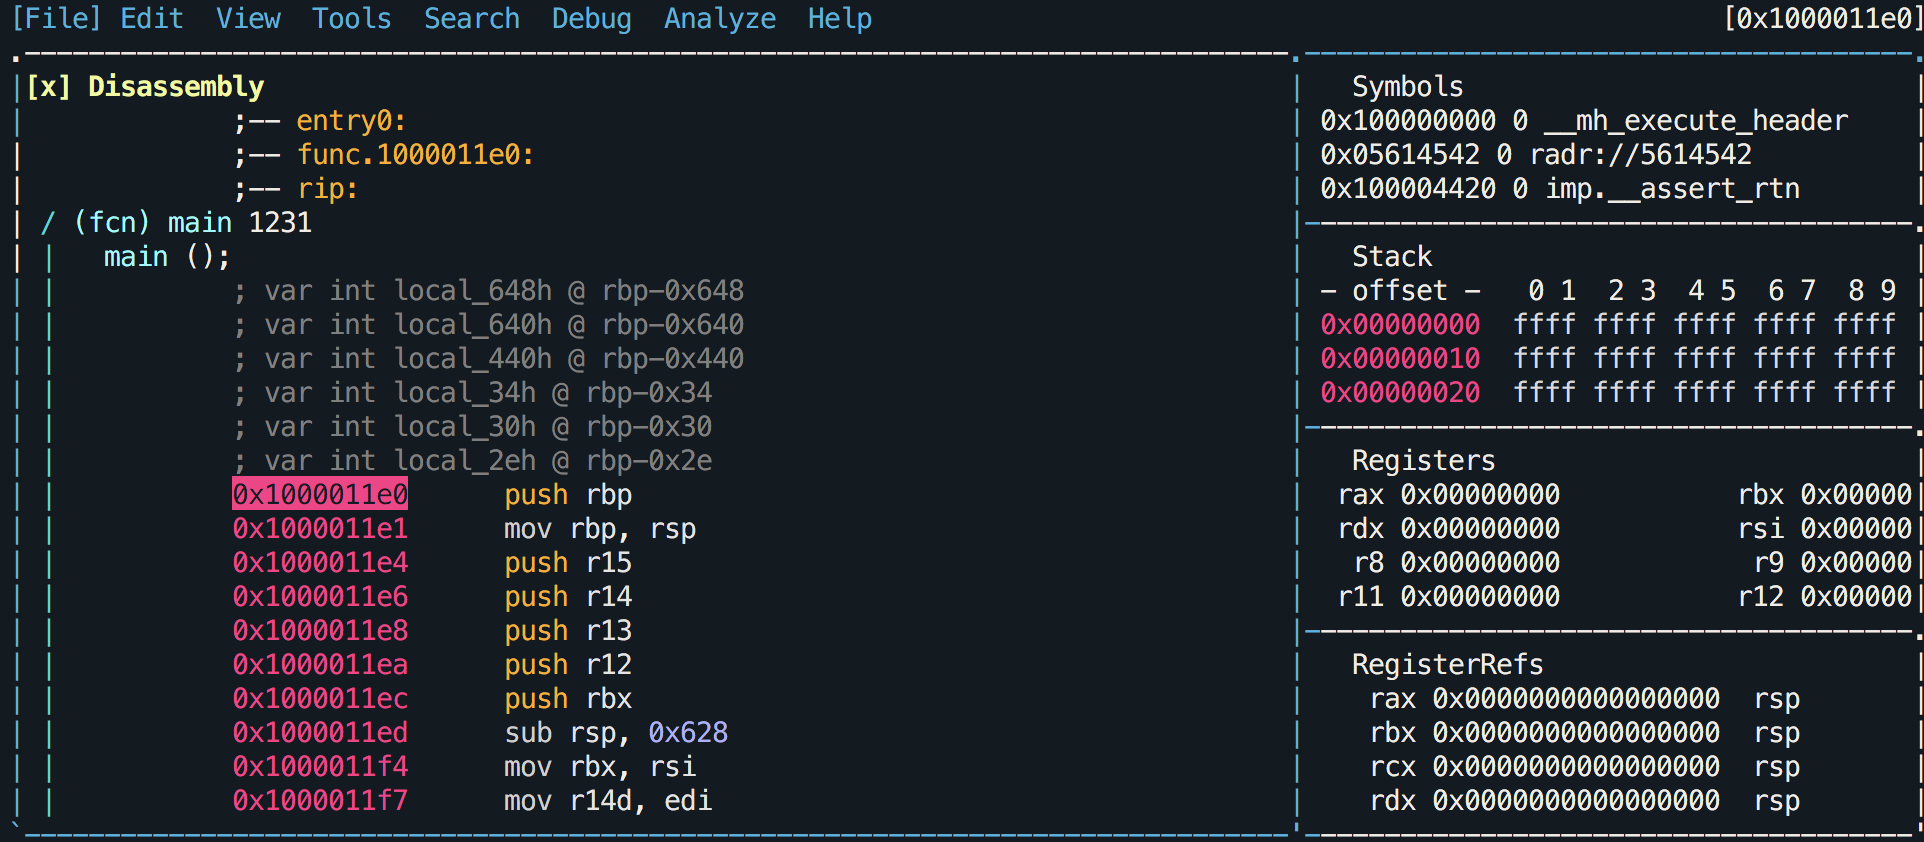 [File] Edit View Tools Search Debug Analyze Help [0x1000011e0]
[x] Disassembly
;-- entry0:
;-- func.1000011e0:
;-- rip:
/ (fcn) main 1231
| main ();
; var int local_648h @ rbp-0x648
; var int local_640h @ rbp-0x640
; var int local_440h @ rbp-0x440
; var int local_34h @ rbp-0x34
; var int local_30h @ rbp-0x30
; var int local_2eh @ rbp-0x2e
0x1000011e0 push rbp
0x1000011e1 mov rbp, rsp
0x1000011e4 push r15
0x1000011e6 push r14
0x1000011e8 push r13
0x1000011ea push r12
0x1000011ec push rbx
0x1000011ed sub rsp, 0x628
0x1000011f4 mov rbx, rsi
0x1000011f7 mov r14d, edi
Symbols
0x100000000 0 __mh_execute_header
0x05614542 0 radr://5614542
0x100004420 0 imp.__assert_rtn
Stack
- offset - 0 1 2 3 4 5 6 7 8 9
0x00000000 ffff ffff ffff ffff ffff
0x00000010 ffff ffff ffff ffff ffff
0x00000020 ffff ffff ffff ffff ffff
Registers
rax 0x00000000 rbx 0x00000
rdx 0x00000000 rsi 0x00000
r8 0x00000000 r9 0x00000
r11 0x00000000 r12 0x00000
RegisterRefs
rax 0x0000000000000000 rsp
rbx 0x0000000000000000 rsp
rcx 0x0000000000000000 rsp
rdx 0x0000000000000000 rsp